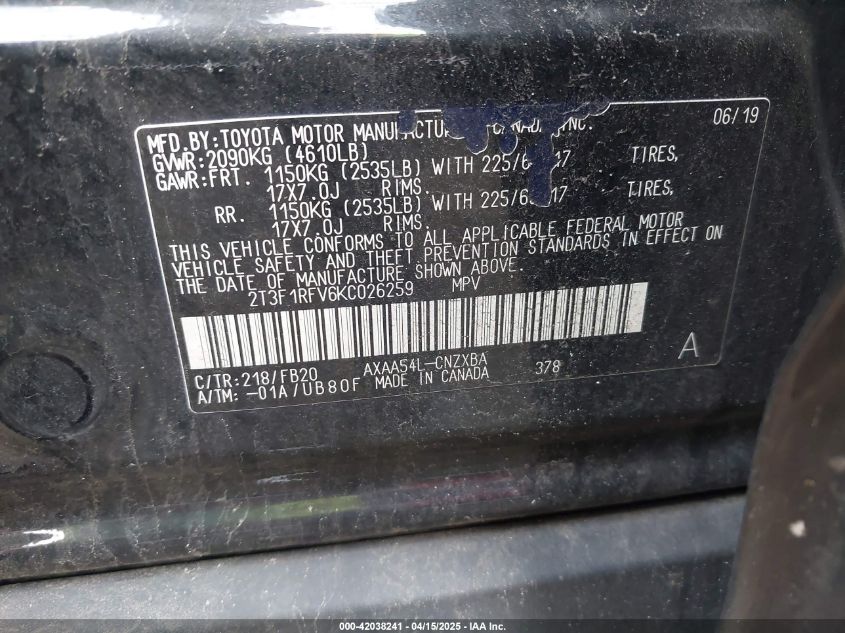 MFD.BY:TOYOTA MOTOR MANUFACTUR CANADA INC. 06/19
GVWR:2090KG (4610LB)
GAWR:FRT. 1150KG (2535LB) WITH 225/6 17 TIRES,
17X7.0J RIMS.
RR. 1150KG (2535LB) WITH 225/6 17 TIRES,
17X7.0J RIMS.
THIS VEHICLE CONFORMS TO ALL APPLICABLE FEDERAL MOTOR
VEHICLE SAFETY AND THEFT PREVENTION STANDARDS IN EFFECT ON
THE DATE OF MANUFACTURE SHOWN ABOVE.
2T3F1RFV6KC026259 MPV
A
C/TR:218/FB20 AXAA54L-CNZXBA 378
A/TM: -01A/UB80F MADE IN CANADA
000-42038241 - 04/15/2025 - IAA Inc.